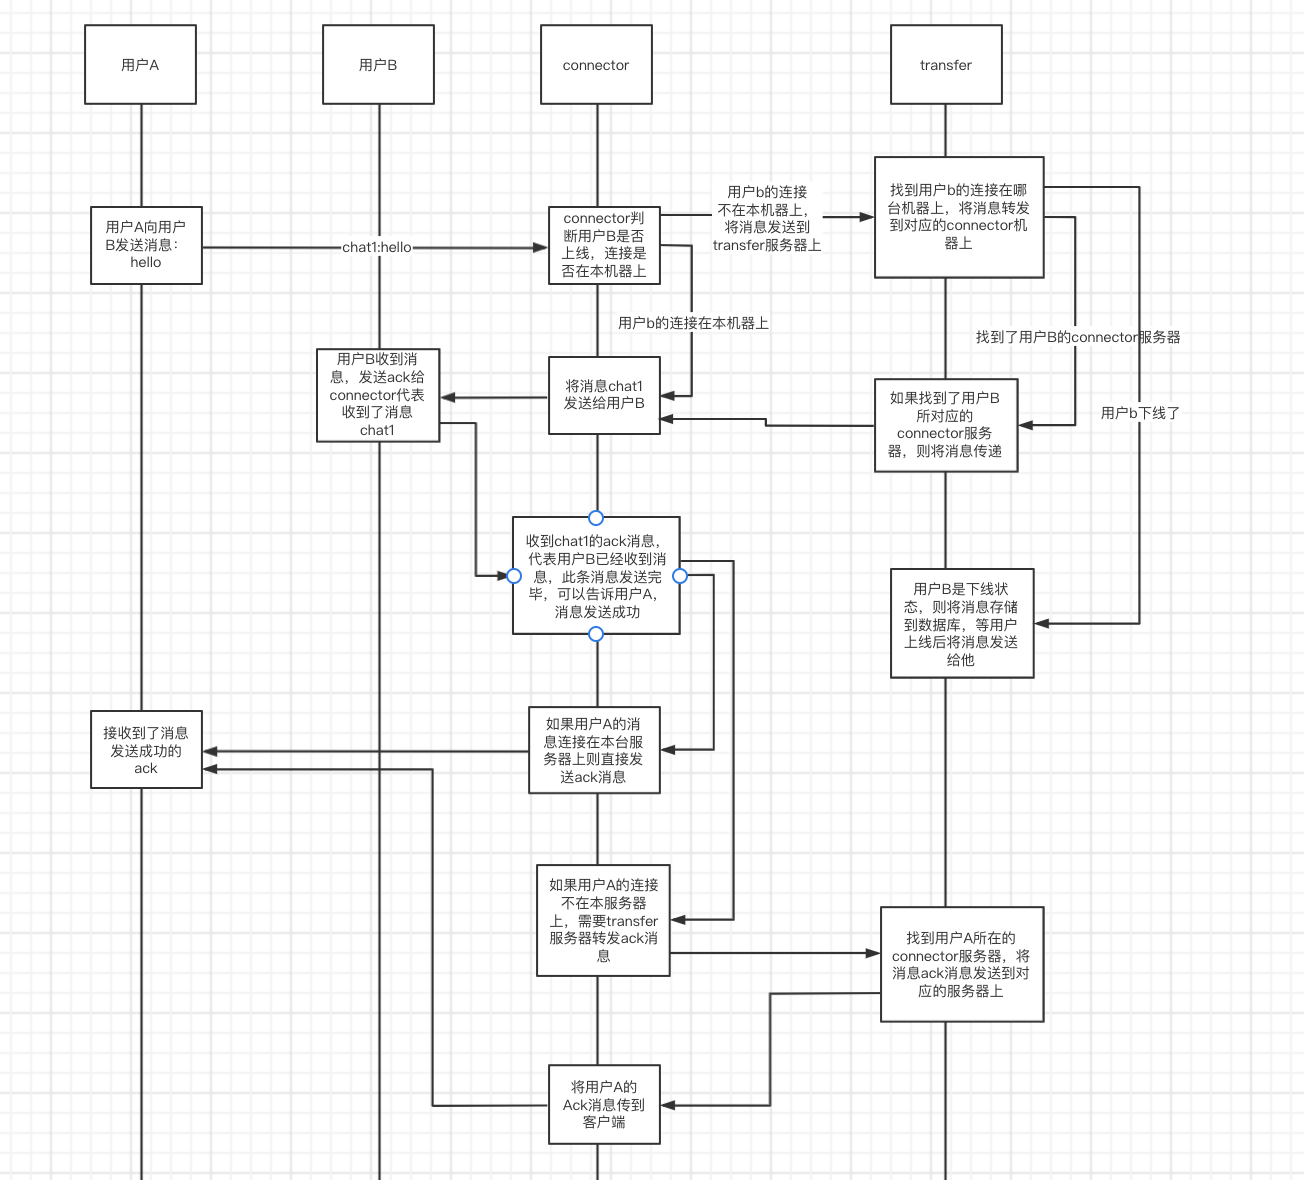 用户A
用户B
connector
transfer
用户A向用户
B发送消息：
hello
chat1:hello
connector判
断用户B是否
上线，连接是
否在本机器上
用户b的连接
不在本机器上，
将消息发送到
transfer服务器上
找到用户b的连接在哪
台机器上，将消息转发
到对应的connector机
器上
用户b的连接在本机器上
找到了用户B的connector服务器
用户b下线了
用户B收到消
息，发送ack给
connector代表
收到了消息
chat1
将消息chat1
发送给用户B
如果找到了用户B
所对应的
connector服务
器，则将消息传递
收到chat1的ack消息，
代表用户B已经收到消
息，此条消息发送完
毕，可以告诉用户A，
消息发送成功
用户B是下线状
态，则将消息存储
到数据库，等用户
上线后将消息发送
给他
接收到了消息
发送成功的
ack
如果用户A的消
息连接在本台服
务器上则直接发
送ack消息
如果用户A的连接
不在本服务器
上，需要transfer
服务器转发ack消
息
找到用户A所在的
connector服务器，将
消息ack消息发送到对
应的服务器上
将用户A的
Ack消息传到
客户端